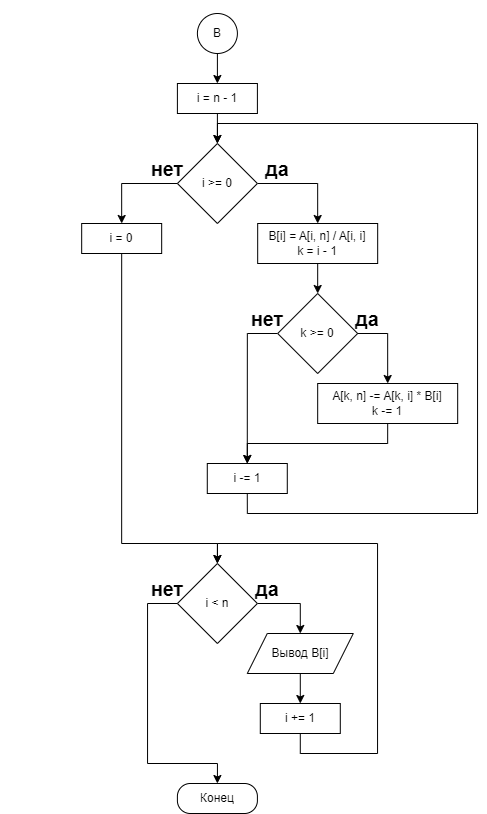 B
i = n - 1
i >= 0
нет
да
i = 0
B[i] = A[i, n] / A[i, i]
k = i - 1
k >= 0
нет
да
A[k, n] -= A[k, i] * B[i]
k -= 1
i -= 1
i < n
нет
да
Вывод B[i]
i += 1
Конец